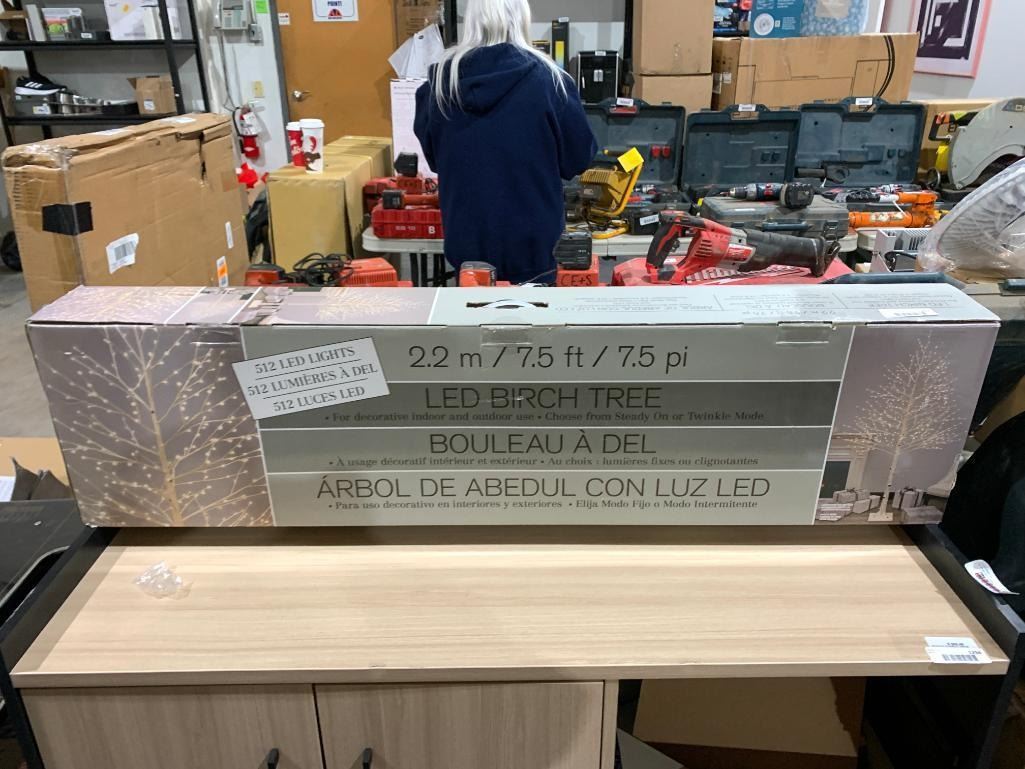 PRINT!
512 LED LIGHTS
512 LUMIÈRES À DEL
512 LUCES LED
2.2 m / 7.5 ft / 7.5 pi
LED BIRCH TREE
• For decorative indoor and outdoor use • Choose from Steady On or Twinkle Mode
BOULEAU À DEL
• À usage décoratif intérieur et extérieur • Au choix : lumières fixes ou clignotantes
ÁRBOL DE ABEDUL CON LUZ LED
• Para uso decorativo en interiores y exteriores • Elija Modo Fijo o Modo Intermitente